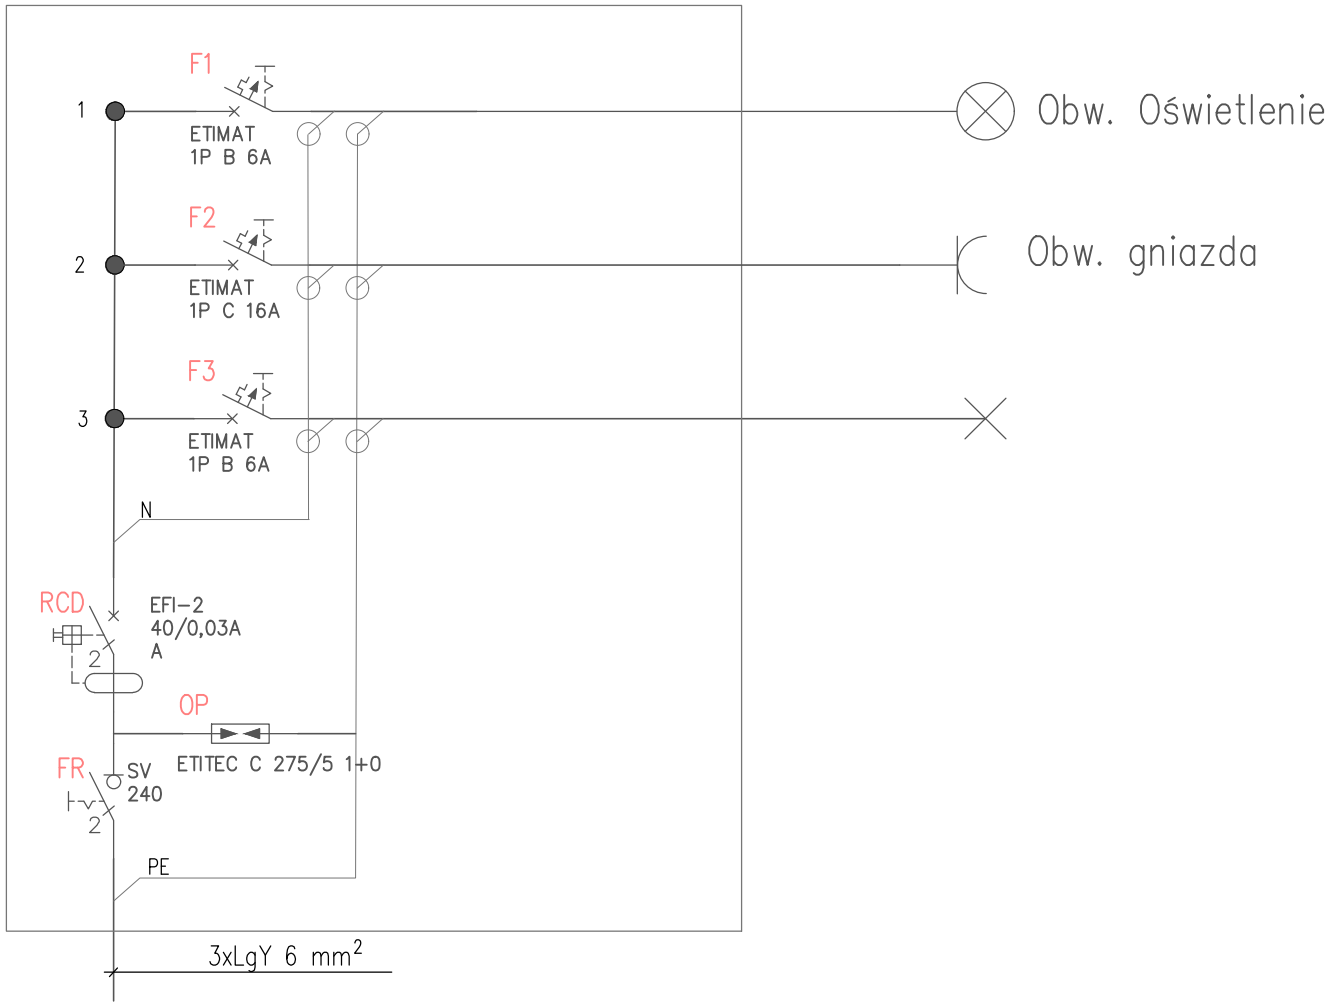 F1
1
ETIMAT
1P B 6A
Obw. Oświetlenie
F2
2
ETIMAT
1P C 16A
Obw. gniazda
F3
3
ETIMAT
1P B 6A
N
RCD
EFI-2
40/0,03A
A
2
OP
ETITEC C 275/5 1+0
FR
SV
240
2
PE
3xLgY 6 mm²